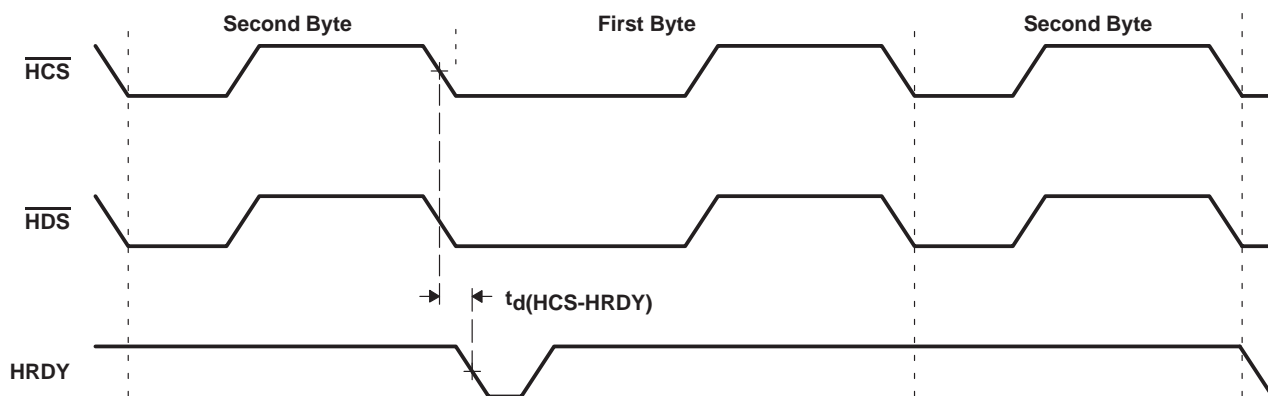 Second Byte First Byte Second Byte
HCS
HDS
td(HCS-HRDY)
HRDY